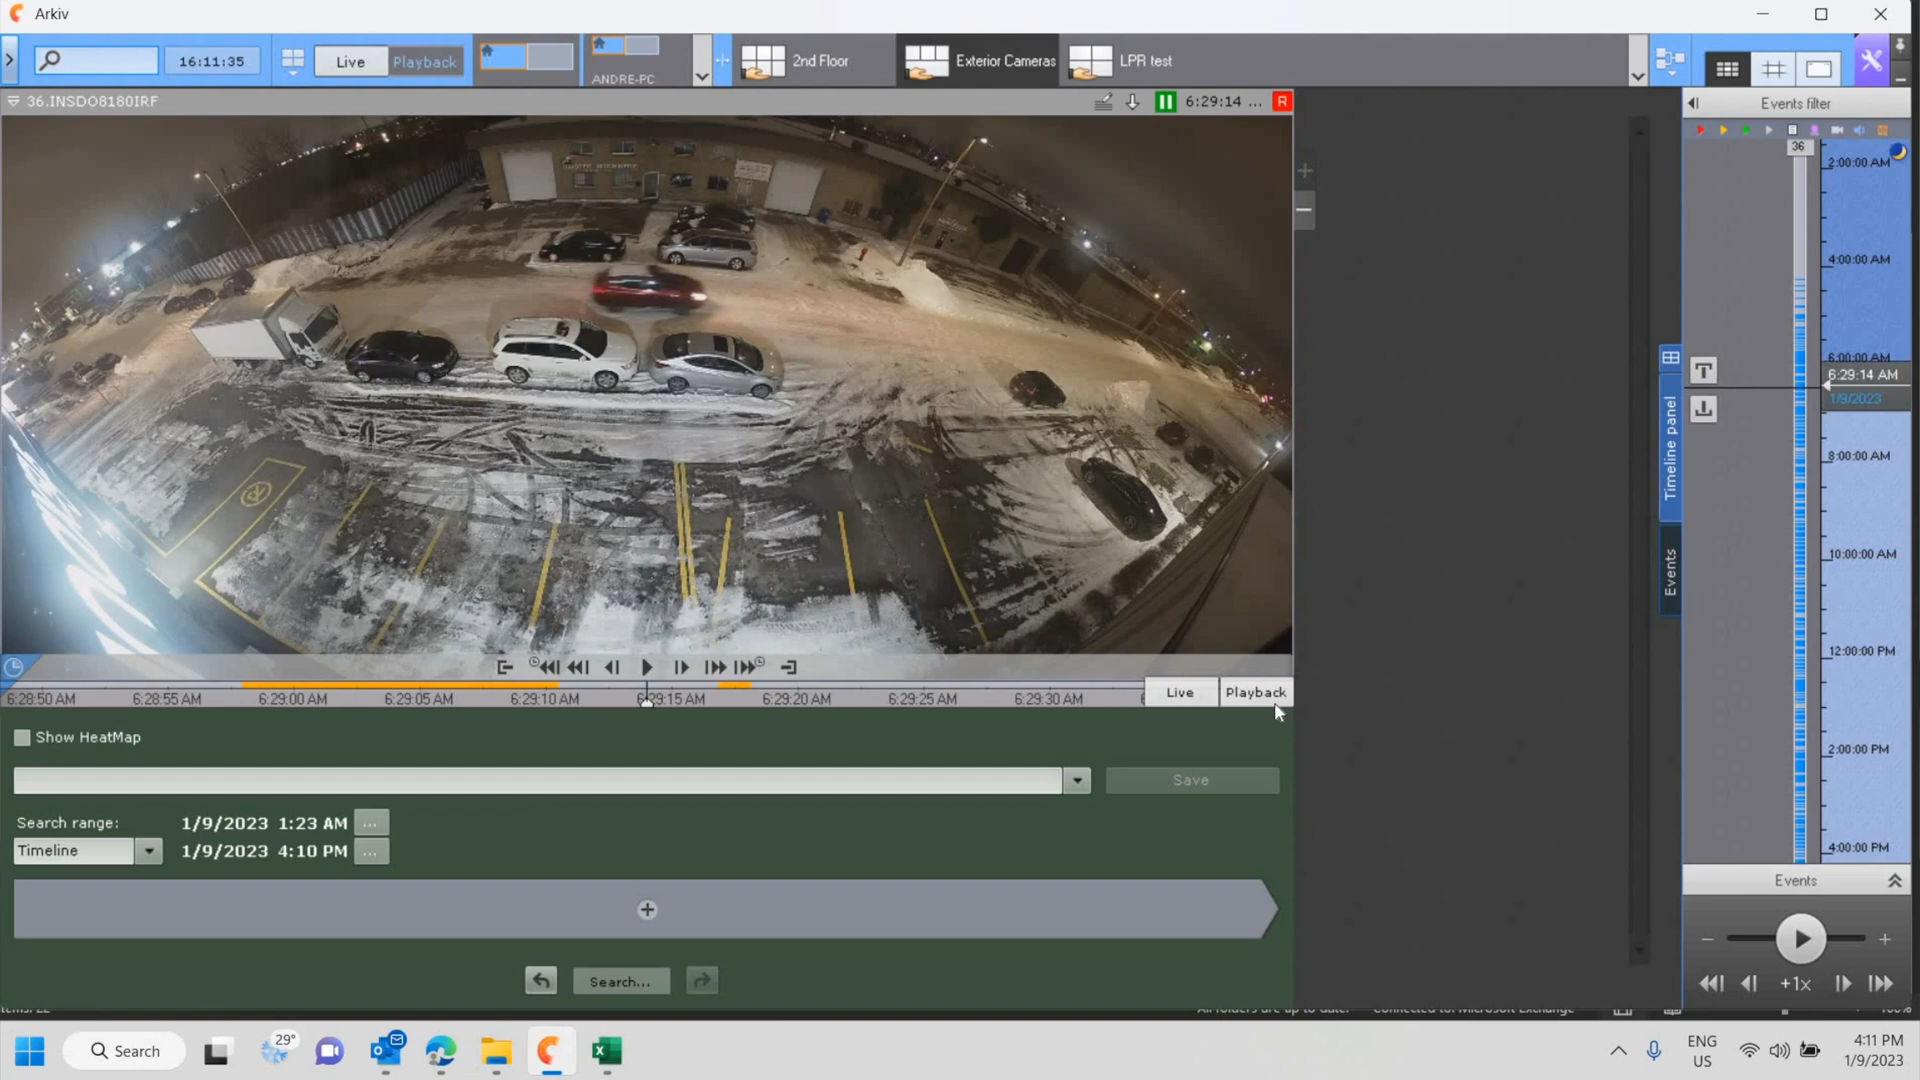 Arkiv
16:11:35
Live
Playback
ANDRE-PC
2nd Floor
Exterior Cameras
LPR test
36.INSDO8180IRF
6:29:14 ...
R
Events filter
36
2:00:00 AM
4:00:00 AM
6:00:00 AM
6:29:14 AM
1/9/2023
8:00:00 AM
10:00:00 AM
12:00:00 PM
2:00:00 PM
4:00:00 PM
Timeline panel
Events
6:28:50 AM
6:28:55 AM
6:29:00 AM
6:29:05 AM
6:29:10 AM
6:29:15 AM
6:29:20 AM
6:29:25 AM
6:29:30 AM
Live
Playback
Show HeatMap
Save
Search range:
1/9/2023 1:23 AM
...
Timeline
1/9/2023 4:10 PM
...
Events
Search...
+1x
29°
Search
ENG
US
4:11 PM
1/9/2023